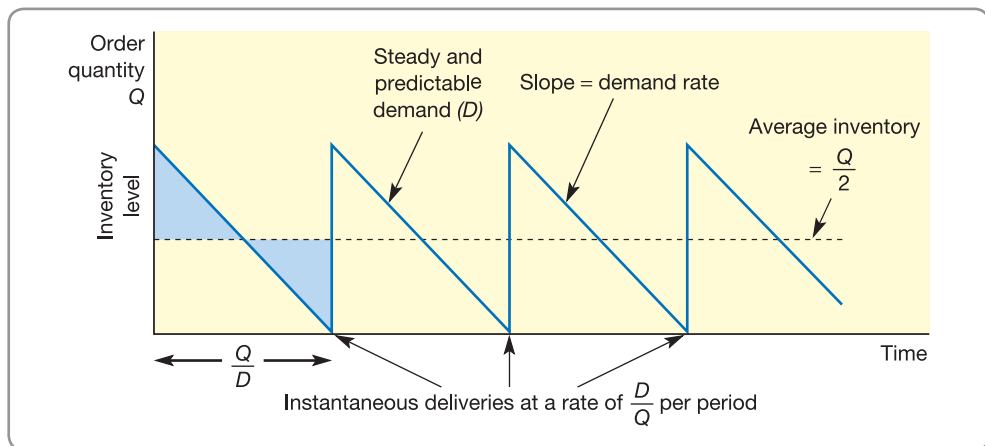 Order
quantity
Q
Inventory
level
Steady and
predictable
demand (D)
Slope = demand rate
Average inventory
= Q/2
Time
Q/D
Instantaneous deliveries at a rate of D/Q per period